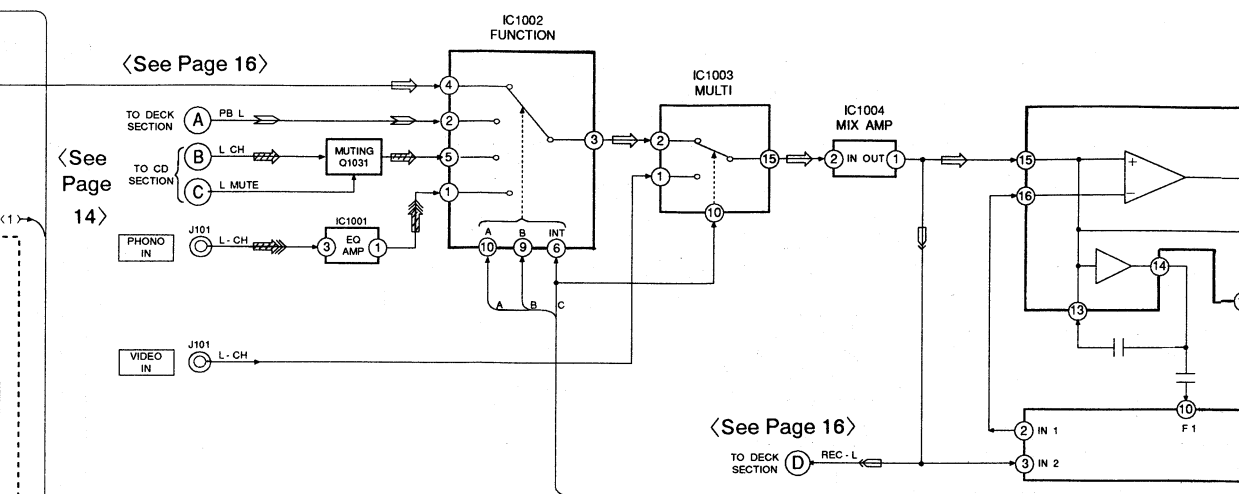 IC1002
FUNCTION
〈See Page 16〉
IC1003
MULTI
IC1004
MIX AMP
4
TO DECK
SECTION
A
PB L
2
3
2
15
2
IN OUT
1
15
+
〈See
Page
14〉
TO CD
SECTION
B
L CH
MUTING
Q1031
5
C
L MUTE
1
1
16
−
10
〈1〉
PHONO
IN
J101
L - CH
IC1001
3
EQ
AMP
1
A
B
INT
10
9
6
14
A
B
C
13
VIDEO
IN
J101
L - CH
10
F 1
〈See Page 16〉
2
IN 1
TO DECK
SECTION
D
REC - L
3
IN 2